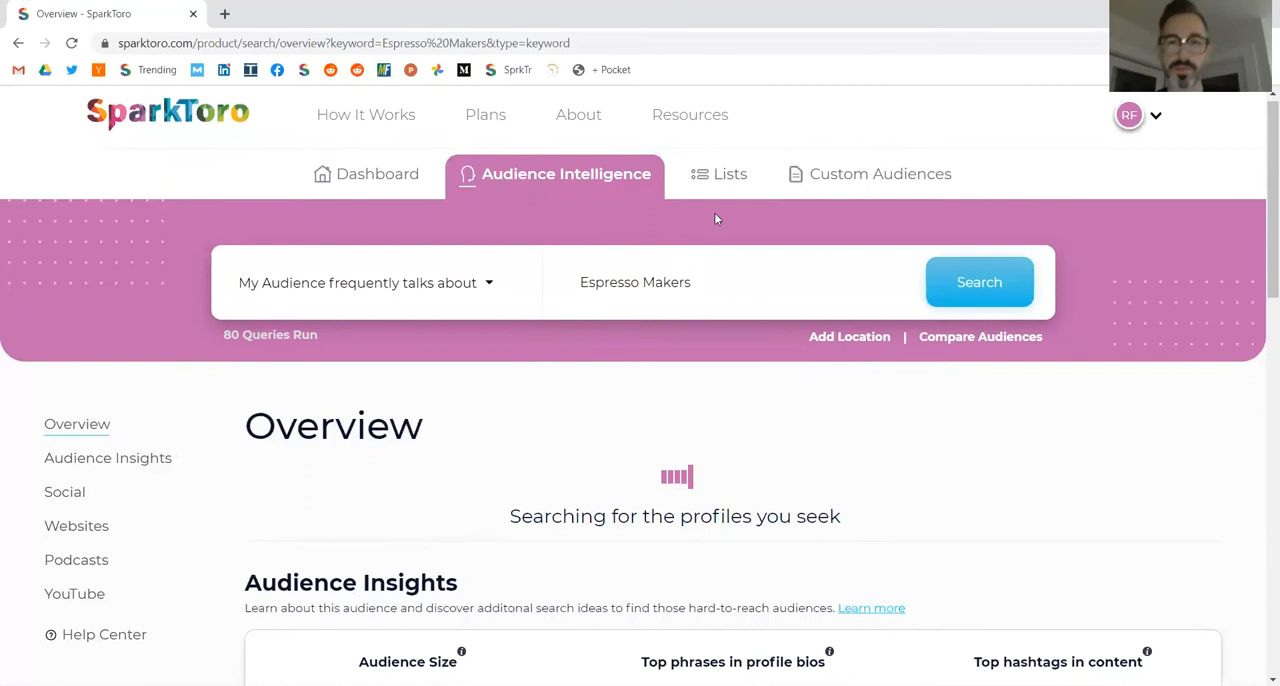 Overview - SparkToro
sparktoro.com/product/search/overview?keyword=Espresso%20Makers&type=keyword
Trending
SprkTr
+ Pocket
SparkToro
How It Works
Plans
About
Resources
RF
Dashboard
Audience Intelligence
Lists
Custom Audiences
My Audience frequently talks about
Espresso Makers
Search
80 Queries Run
Add Location | Compare Audiences
Overview
Audience Insights
Social
Websites
Podcasts
YouTube
Help Center
Overview
Searching for the profiles you seek
Audience Insights
Learn about this audience and discover additonal search ideas to find those hard-to-reach audiences. Learn more
Audience Size
Top phrases in profile bios
Top hashtags in content